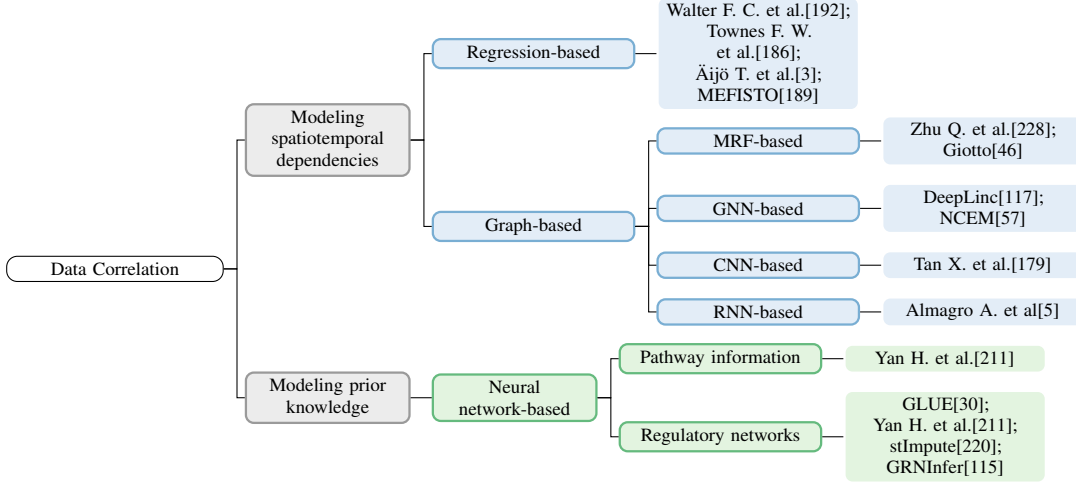 Walter F. C. et al.[192];
Townes F. W.
et al.[186];
Äijö T. et al.[3];
MEFISTO[189]
Regression-based
Modeling
spatiotemporal
dependencies
MRF-based
Zhu Q. et al.[228];
Giotto[46]
GNN-based
DeepLinc[117];
NCEM[57]
Graph-based
Data Correlation
CNN-based
Tan X. et al.[179]
RNN-based
Almagro A. et al[5]
Pathway information
Yan H. et al.[211]
Modeling prior
knowledge
Neural
network-based
Regulatory networks
GLUE[30];
Yan H. et al.[211];
stImpute[220];
GRNInfer[115]